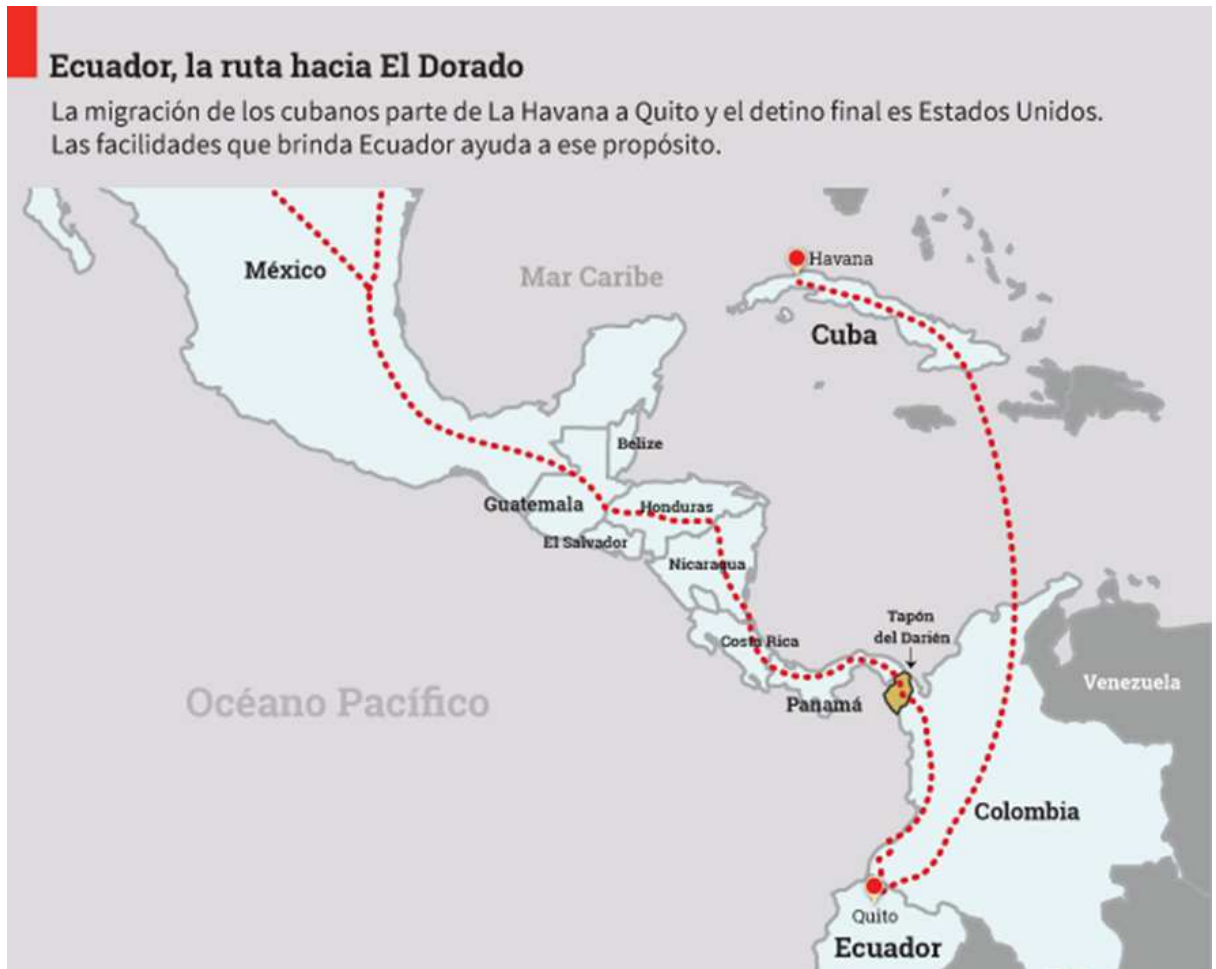 Ecuador, la ruta hacia El Dorado
La migración de los cubanos parte de La Havana a Quito y el detino final es Estados Unidos.
Las facilidades que brinda Ecuador ayuda a ese propósito.
Havana
México
Mar Caribe
Cuba
Belize
Guatemala
Honduras
El Salvador
Nicaragua
Tapón
del Darién
Costa Rica
Venezuela
Océano Pacífico
Panamá
Colombia
Quito
Ecuador